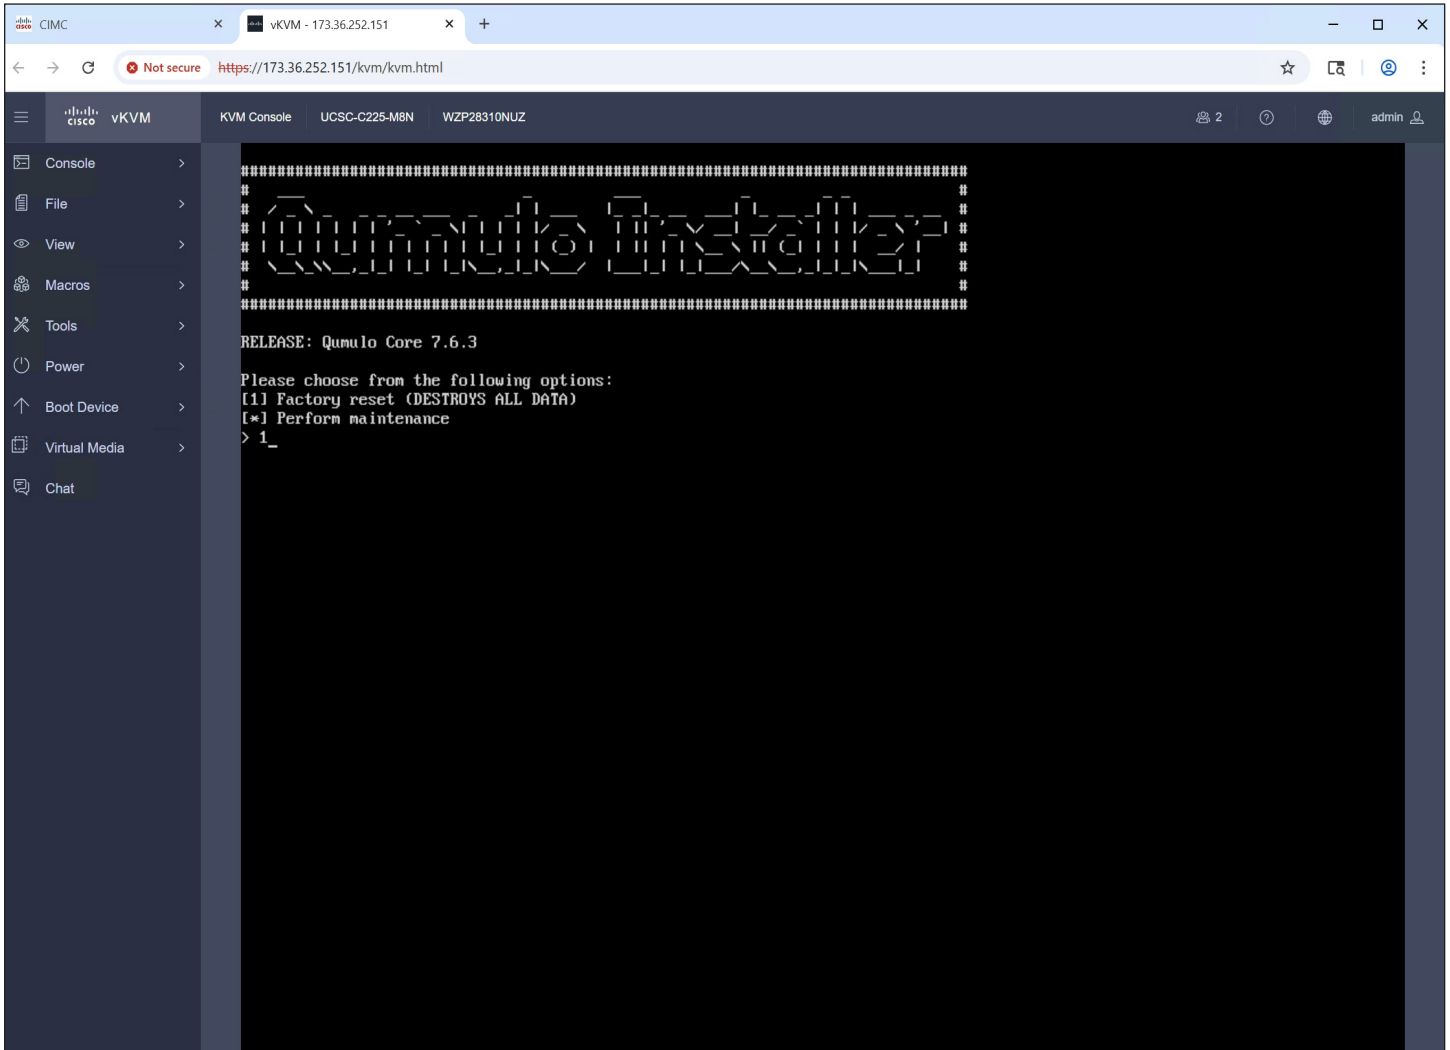 CIMC
vKVM - 173.36.252.151
Not secure https://173.36.252.151/kvm/kvm.html
cisco vKVM KVM Console UCSC-C225-M8N WZP28310NUZ 2 admin
Console
File
View
Macros
Tools
Power
Boot Device
Virtual Media
Chat
################################################################################
Qumulo Installer
################################################################################
RELEASE: Qumulo Core 7.6.3
Please choose from the following options:
[1] Factory reset (DESTROYS ALL DATA)
[*] Perform maintenance
> 1_